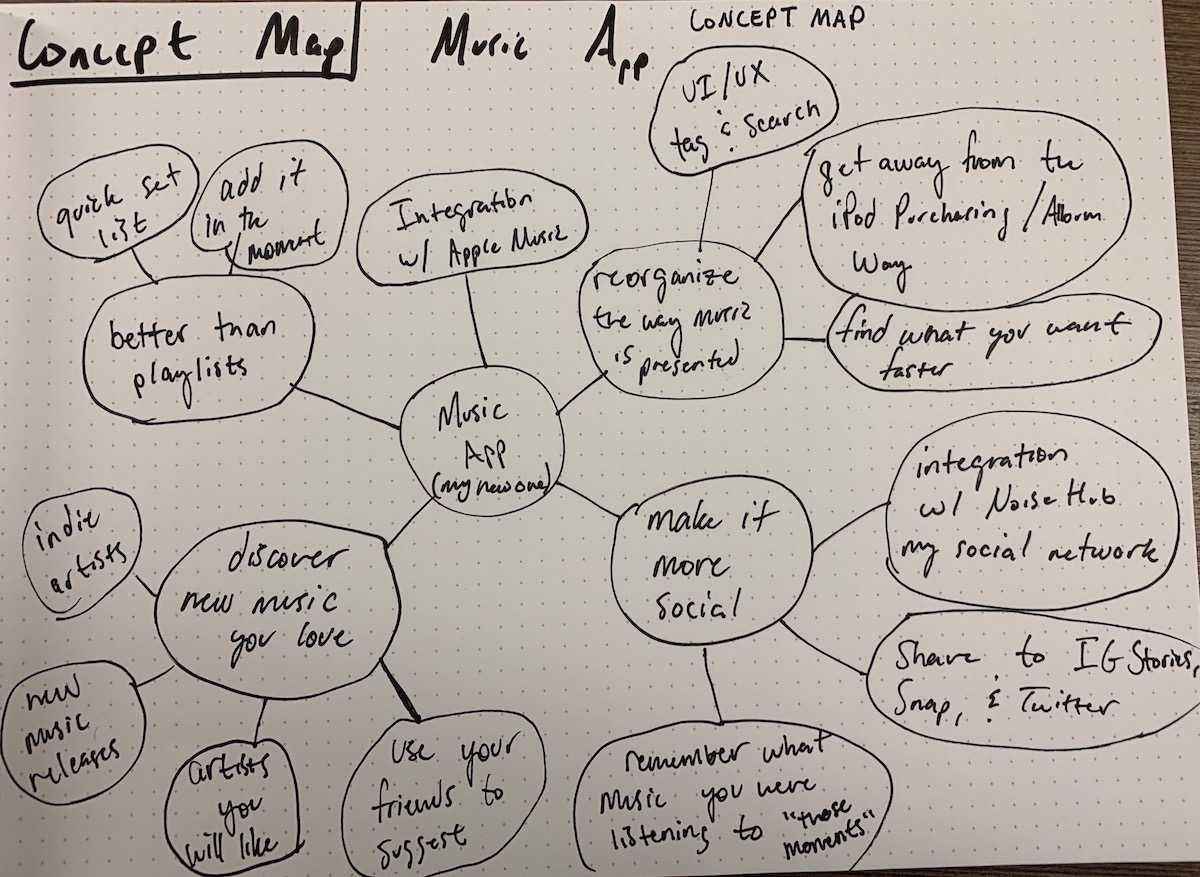 Concept Map Music App
CONCEPT MAP
UI/UX
tag & search
get away from the
iPod Purchasing / Album
Way
quick set
list
add it
in the
moment
Integration
w/ Apple Music
reorganize
the way music
is presented
find what you want
faster
better than
playlists
Music
App
(my new one)
integration
w/ NoiseHub
my social network
make it
more
social
indie
artists
discover
new music
you love
Share to IG Stories,
Snap, & Twitter
new
music
releases
artists
you
will like
use your
friends to
suggest
remember what
music you were
listening to "those
moments"